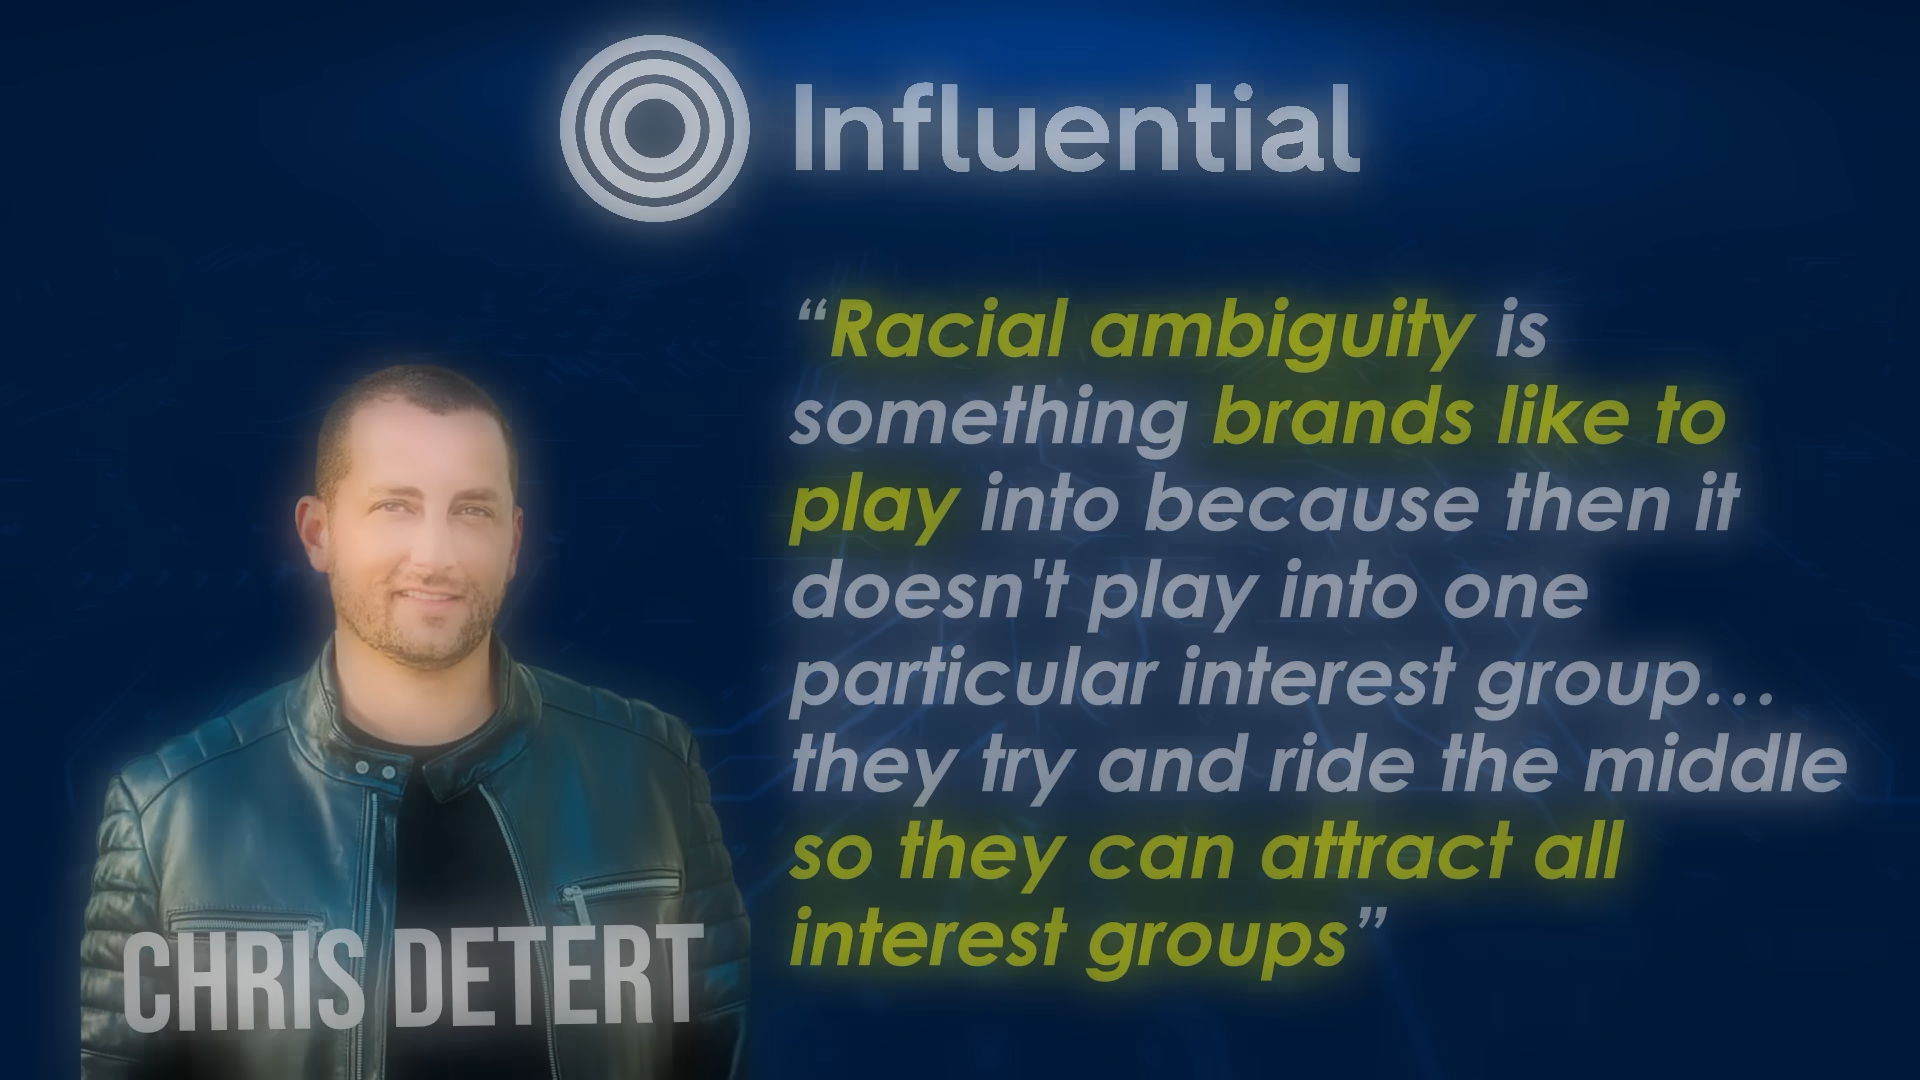 Influential
“Racial ambiguity is
something brands like to
play into because then it
doesn't play into one
particular interest group...
they try and ride the middle
so they can attract all
interest groups”
CHRIS DETERT